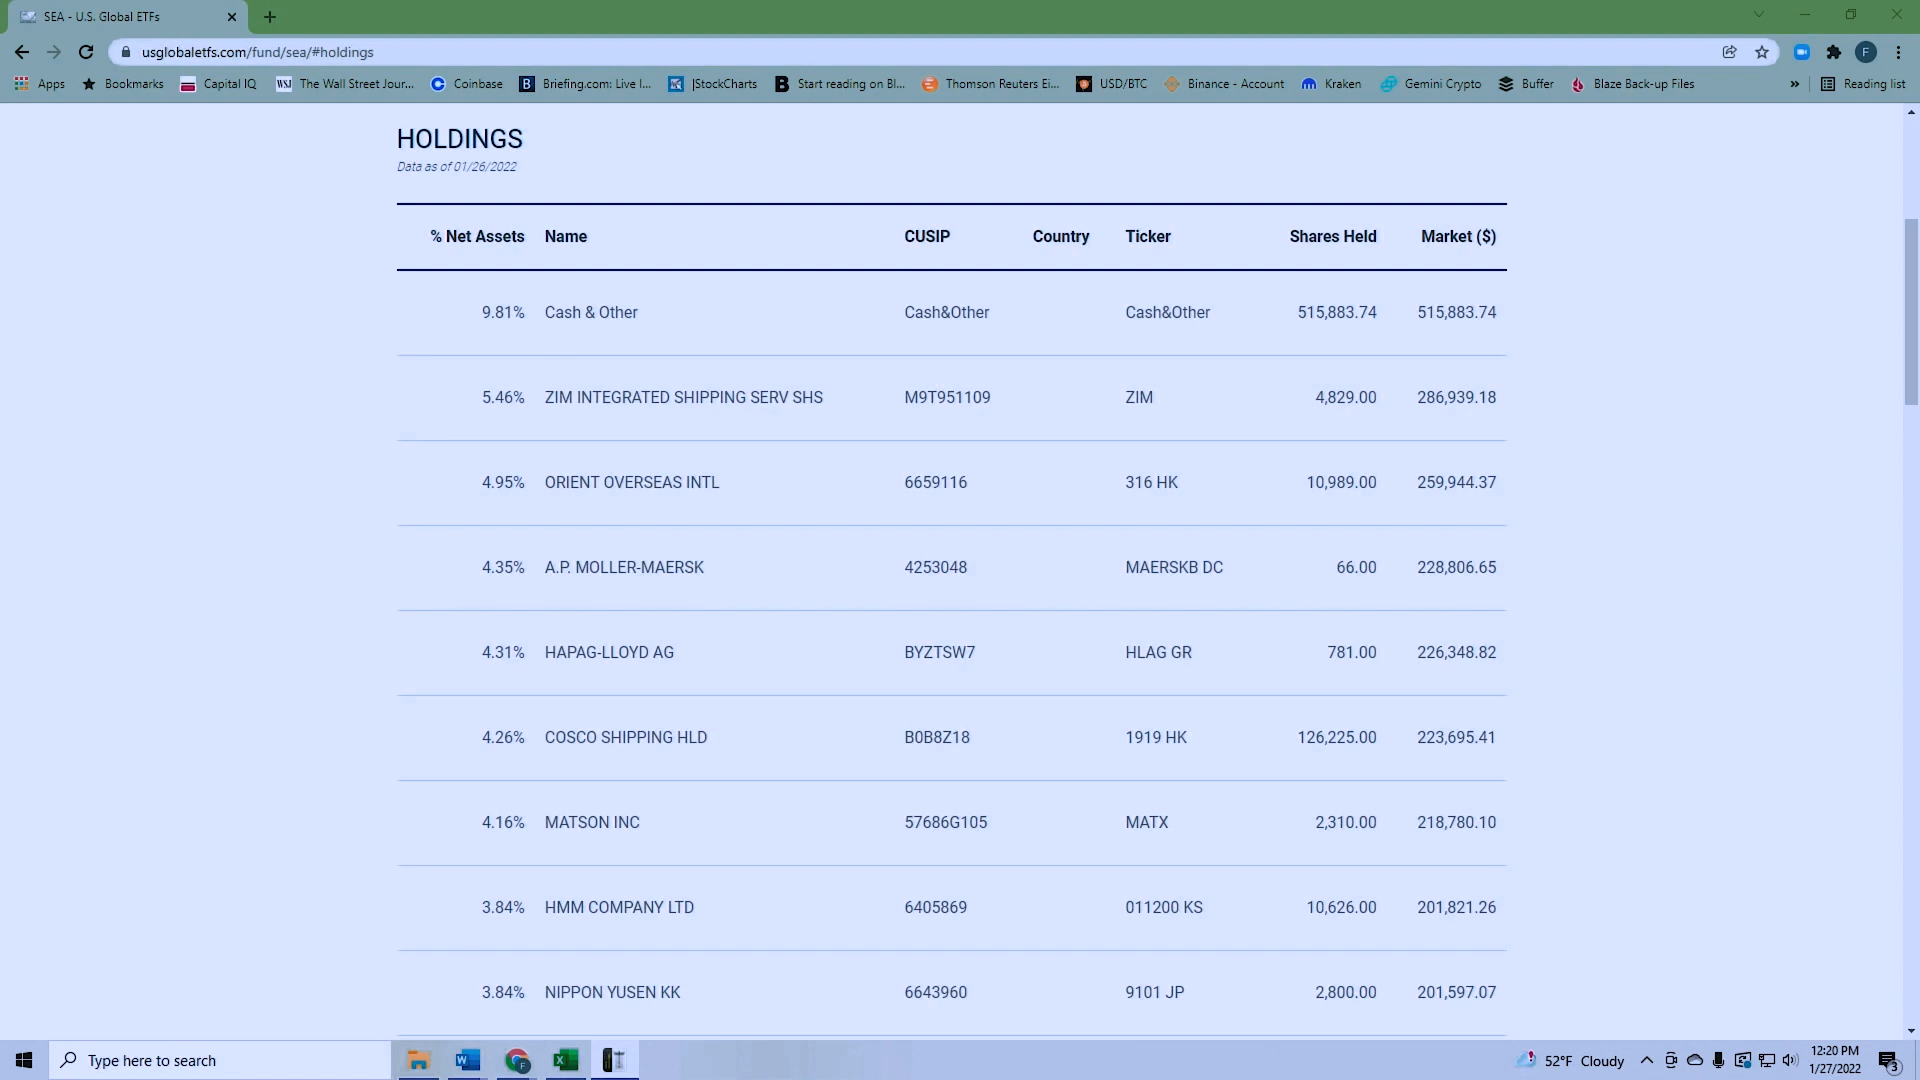 SEA - U.S. Global ETFs
usglobaletfs.com/fund/sea/#holdings
F
Apps Bookmarks Capital IQ WSJ The Wall Street Jour... Coinbase B Briefing.com: Live I... |StockCharts B Start reading on Bl... Thomson Reuters Ei... USD/BTC Binance - Account Kraken Gemini Crypto Buffer Blaze Back-up Files » Reading list
HOLDINGS
Data as of 01/26/2022
% Net Assets Name CUSIP Country Ticker Shares Held Market ($)
9.81% Cash & Other Cash&Other Cash&Other 515,883.74 515,883.74
5.46% ZIM INTEGRATED SHIPPING SERV SHS M9T951109 ZIM 4,829.00 286,939.18
4.95% ORIENT OVERSEAS INTL 6659116 316 HK 10,989.00 259,944.37
4.35% A.P. MOLLER-MAERSK 4253048 MAERSKB DC 66.00 228,806.65
4.31% HAPAG-LLOYD AG BYZTSW7 HLAG GR 781.00 226,348.82
4.26% COSCO SHIPPING HLD B0B8Z18 1919 HK 126,225.00 223,695.41
4.16% MATSON INC 57686G105 MATX 2,310.00 218,780.10
3.84% HMM COMPANY LTD 6405869 011200 KS 10,626.00 201,821.26
3.84% NIPPON YUSEN KK 6643960 9101 JP 2,800.00 201,597.07
Type here to search
52°F Cloudy
12:20 PM
1/27/2022
3